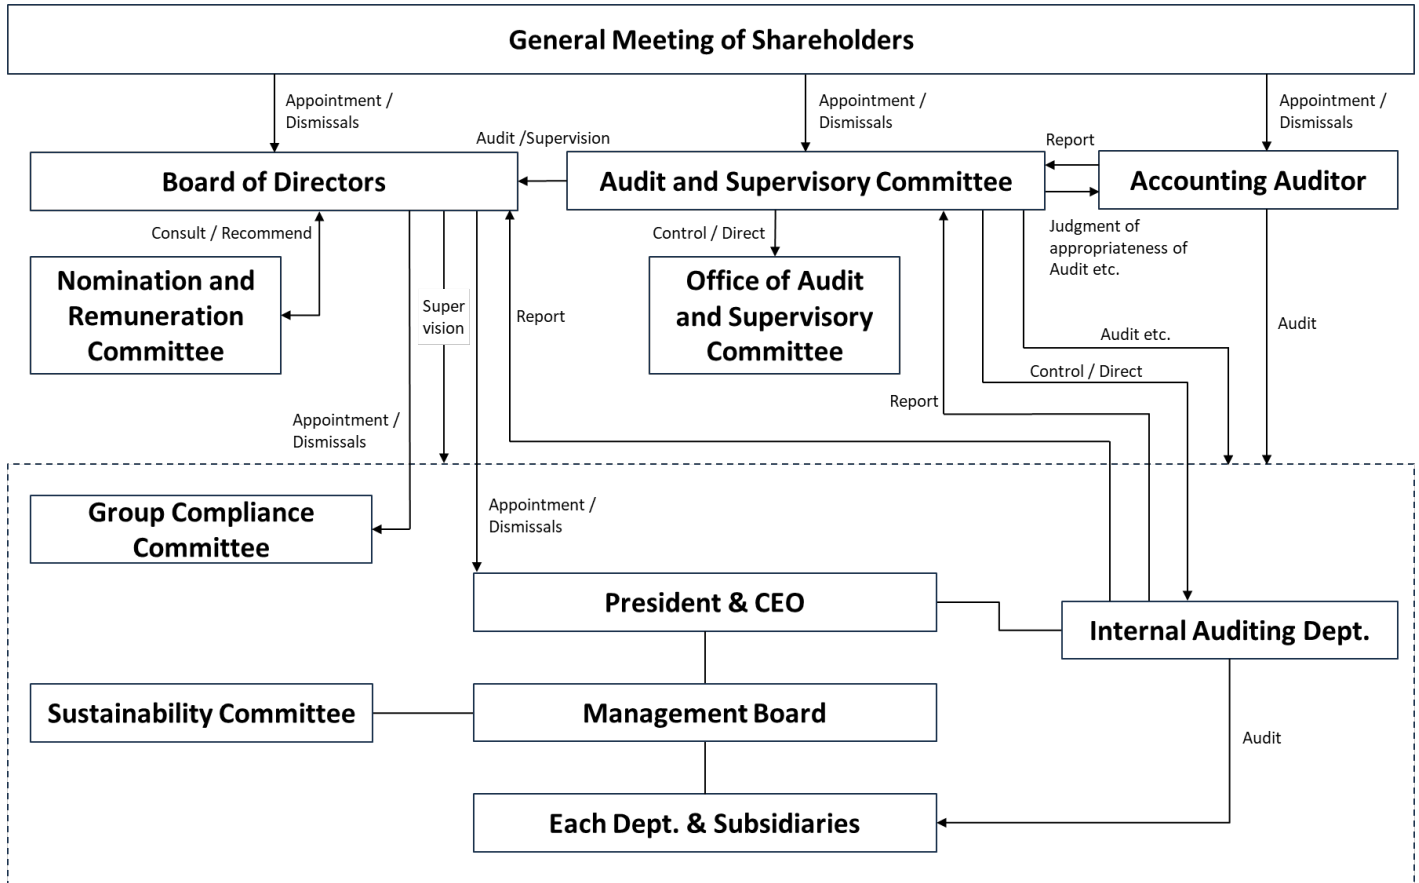 General Meeting of Shareholders
Appointment /
Dismissals
Appointment /
Dismissals
Appointment /
Dismissals
Audit /Supervision
Report
Board of Directors
Audit and Supervisory Committee
Accounting Auditor
Consult / Recommend
Control / Direct
Judgment of
appropriateness of
Audit etc.
Nomination and
Remuneration
Committee
Super
vision
Report
Office of Audit
and Supervisory
Committee
Audit
Audit etc.
Control / Direct
Report
Appointment /
Dismissals
Group Compliance
Committee
Appointment /
Dismissals
President & CEO
Internal Auditing Dept.
Sustainability Committee
Management Board
Audit
Each Dept. & Subsidiaries